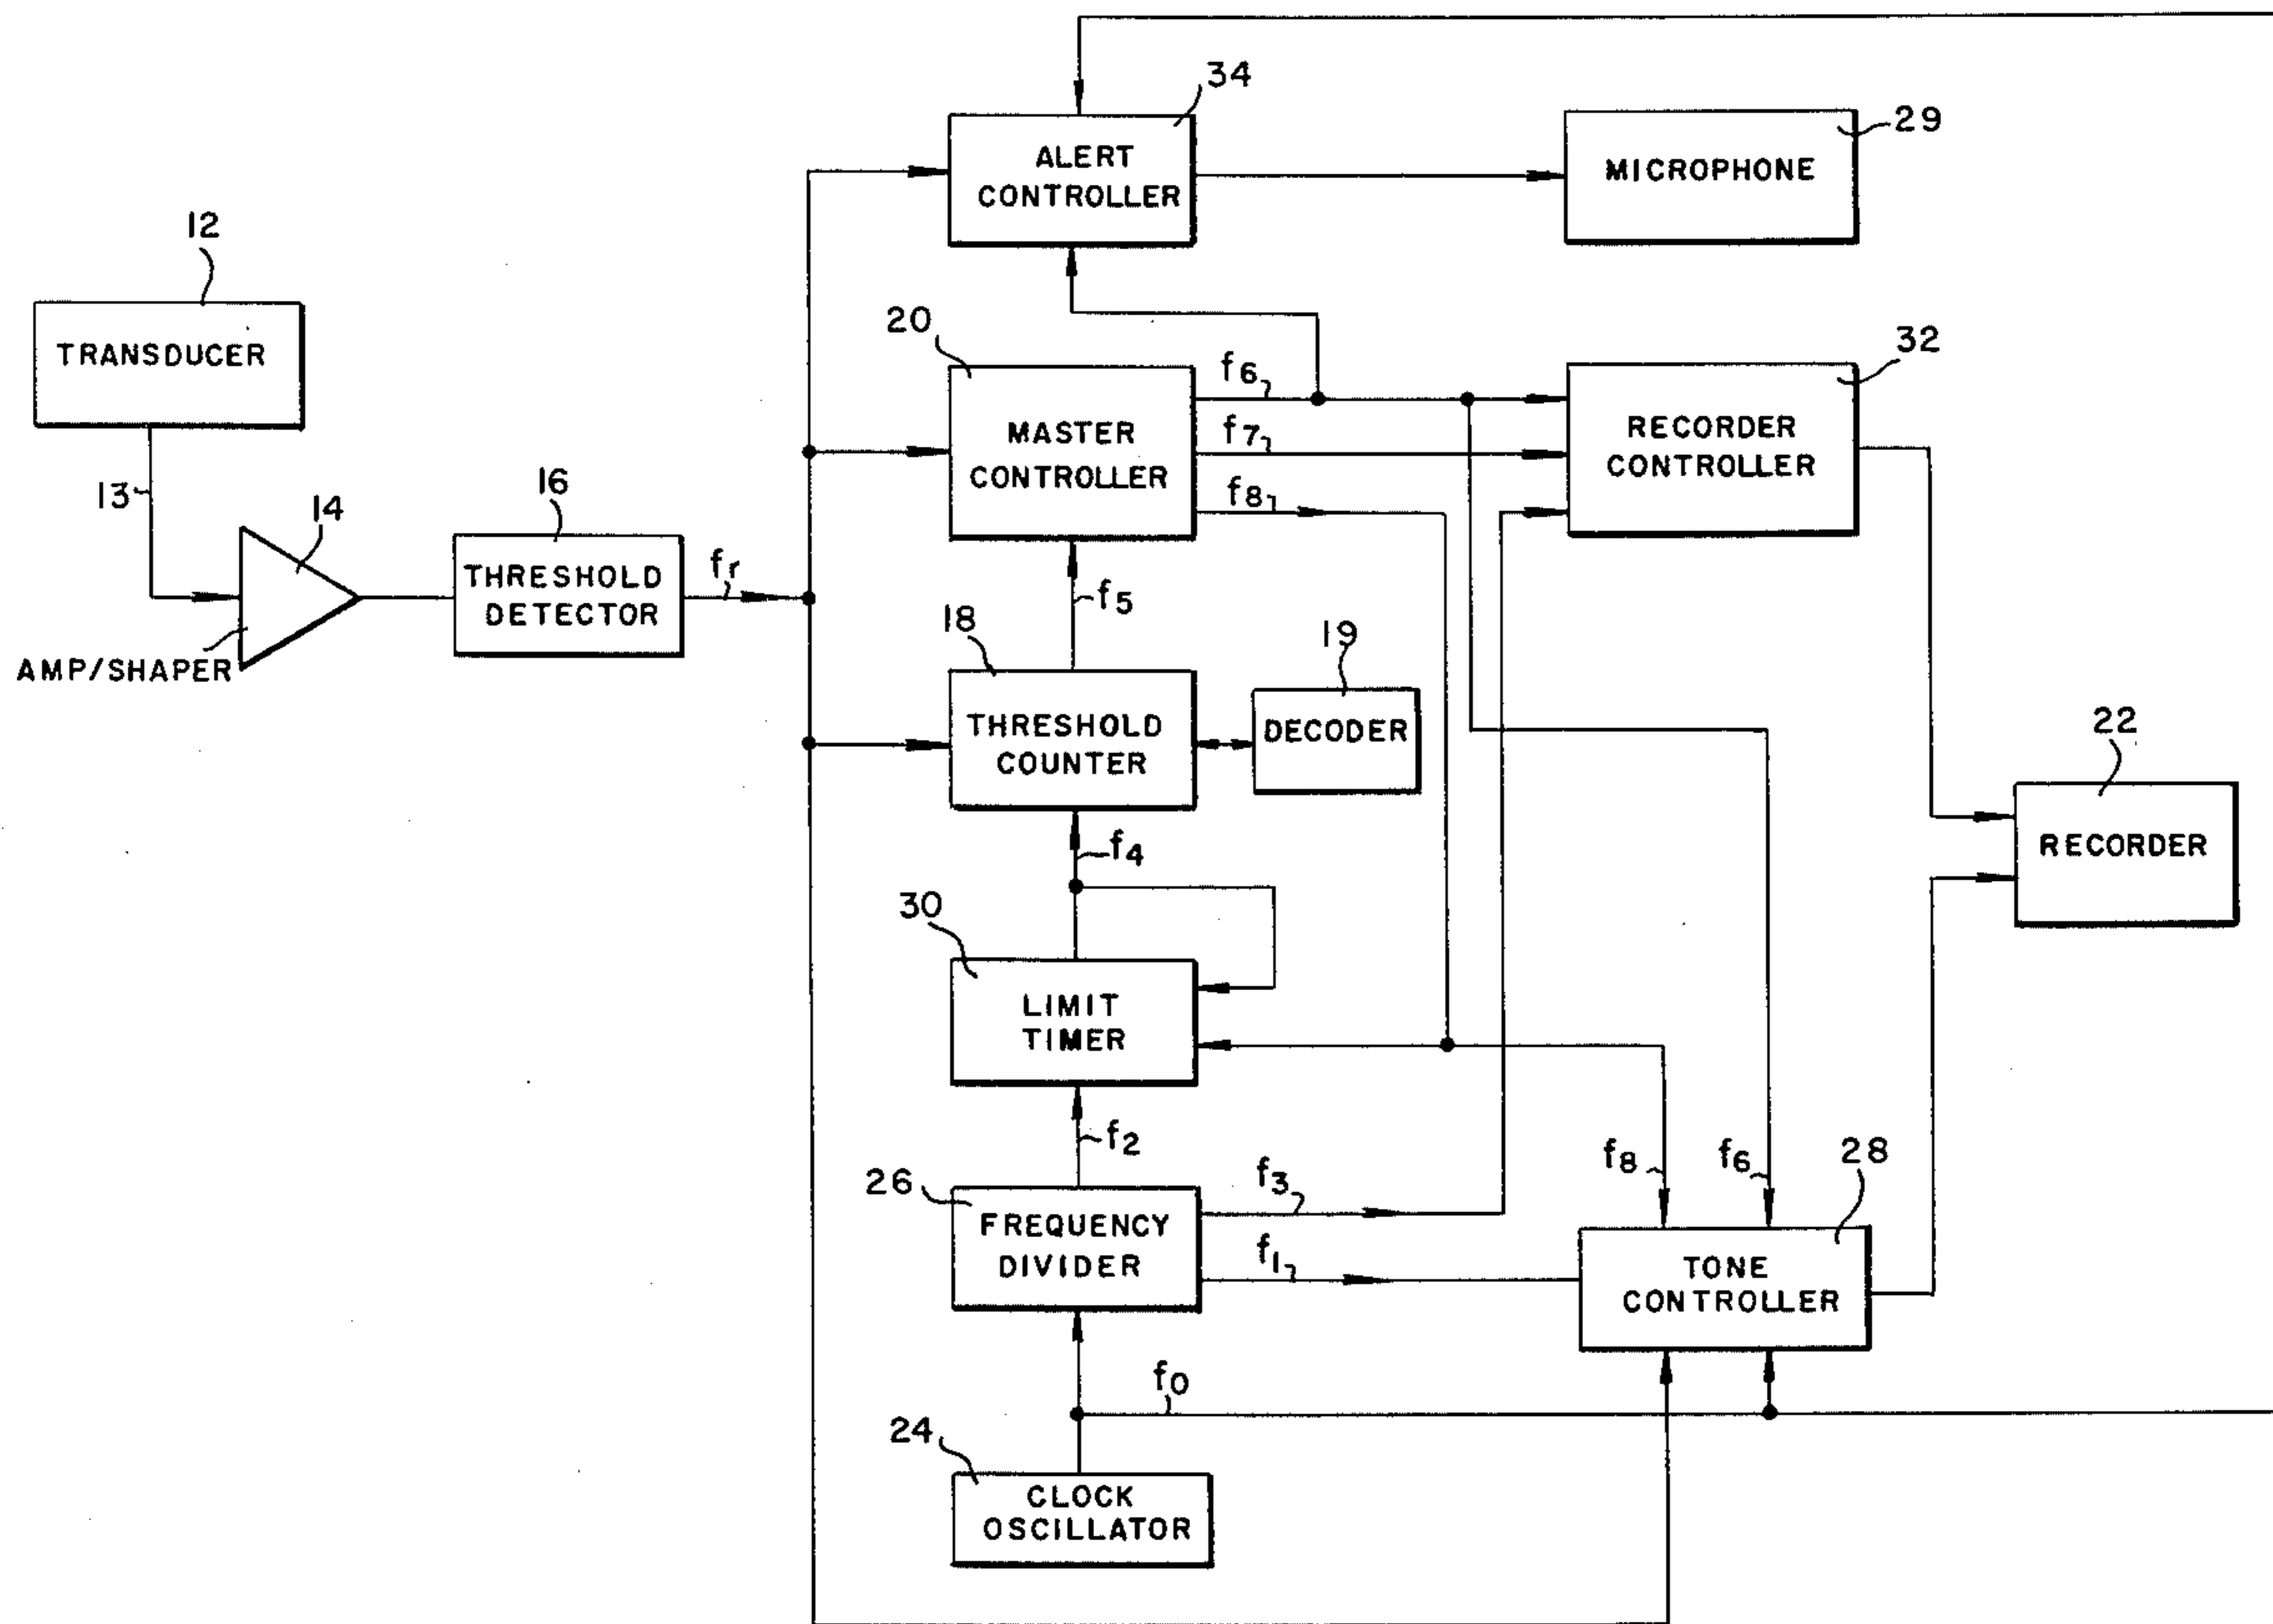 34
ALERT
CONTROLLER
29
MICROPHONE
12
TRANSDUCER
13
14
AMP/SHAPER
16
THRESHOLD
DETECTOR
fr
20
MASTER
CONTROLLER
f6
f7
f8
32
RECORDER
CONTROLLER
f5
18
THRESHOLD
COUNTER
19
DECODER
22
RECORDER
f4
30
LIMIT
TIMER
f2
26
FREQUENCY
DIVIDER
f3
f1
f8
f6
28
TONE
CONTROLLER
f0
24
CLOCK
OSCILLATOR